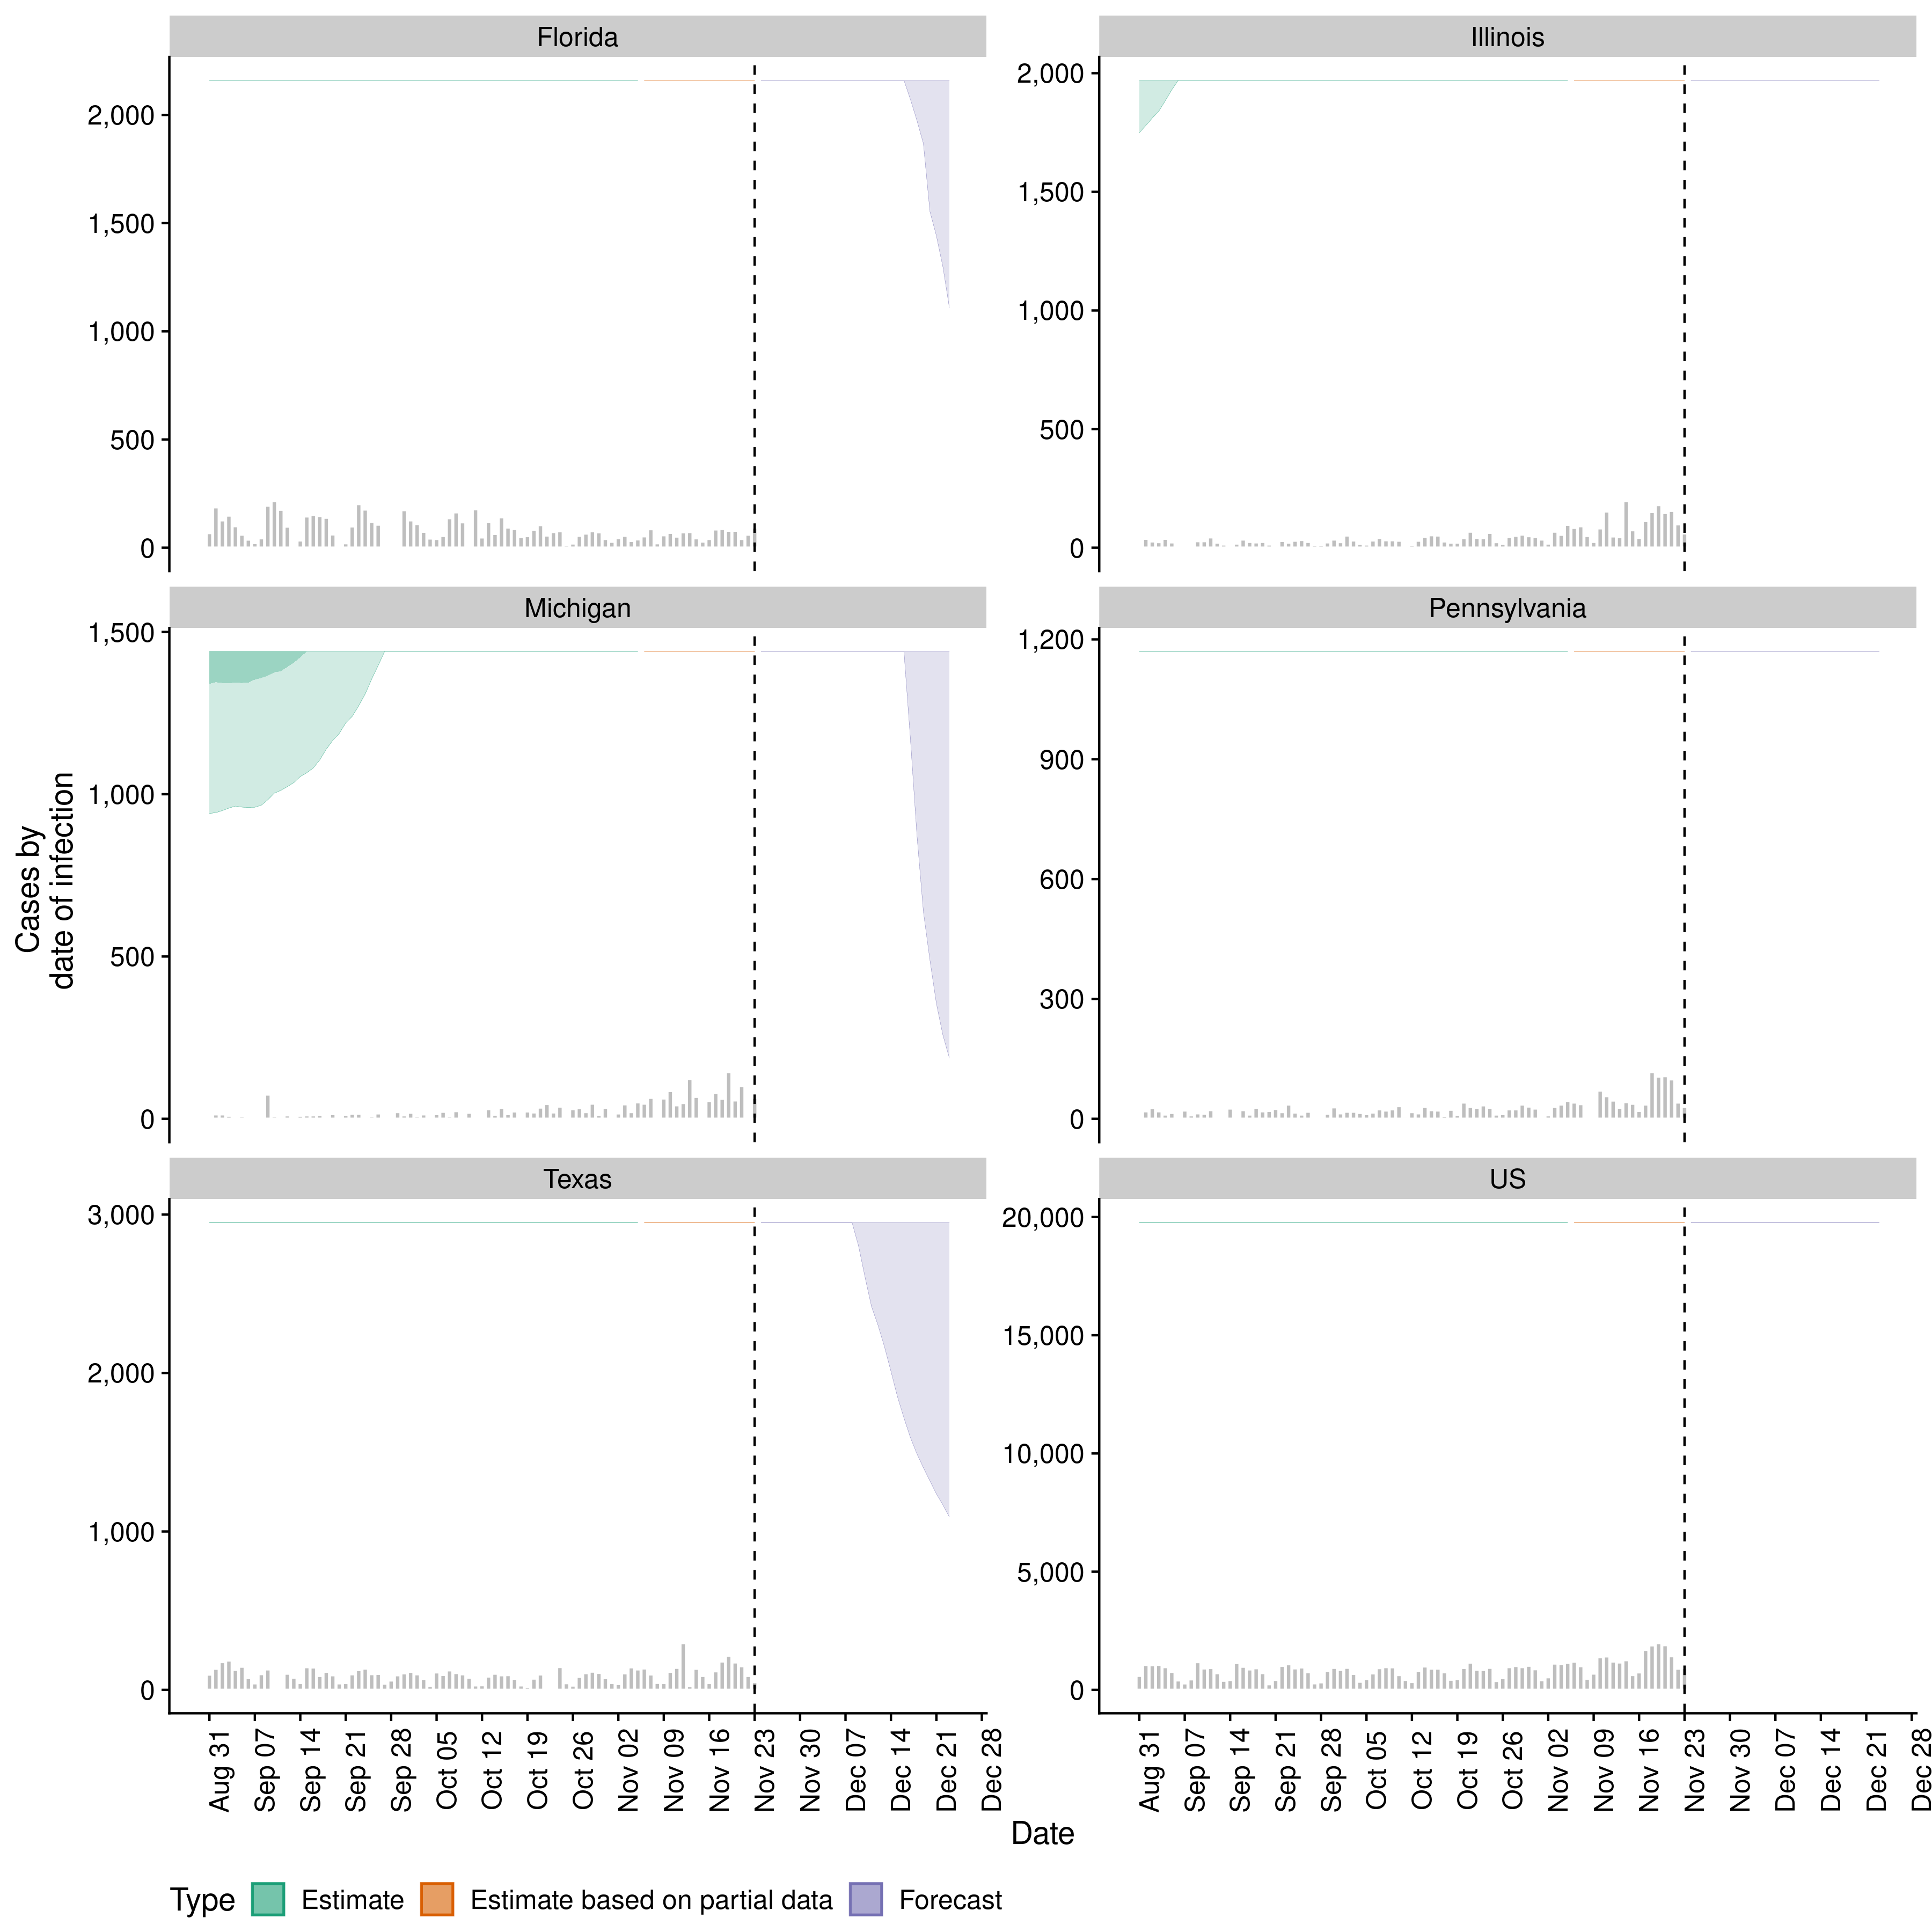 Florida
Illinois
2,000
1,500
1,000
500
0
2,000
1,500
1,000
500
0
Michigan
Pennsylvania
1,500
1,000
500
0
1,200
900
600
300
0
Cases by
date of infection
Texas
US
3,000
2,000
1,000
0
20,000
15,000
10,000
5,000
0
Aug 31
Sep 07
Sep 14
Sep 21
Sep 28
Oct 05
Oct 12
Oct 19
Oct 26
Nov 02
Nov 09
Nov 16
Nov 23
Nov 30
Dec 07
Dec 14
Dec 21
Dec 28
Aug 31
Sep 07
Sep 14
Sep 21
Sep 28
Oct 05
Oct 12
Oct 19
Oct 26
Nov 02
Nov 09
Nov 16
Nov 23
Nov 30
Dec 07
Dec 14
Dec 21
Dec 28
Date
Type Estimate Estimate based on partial data Forecast